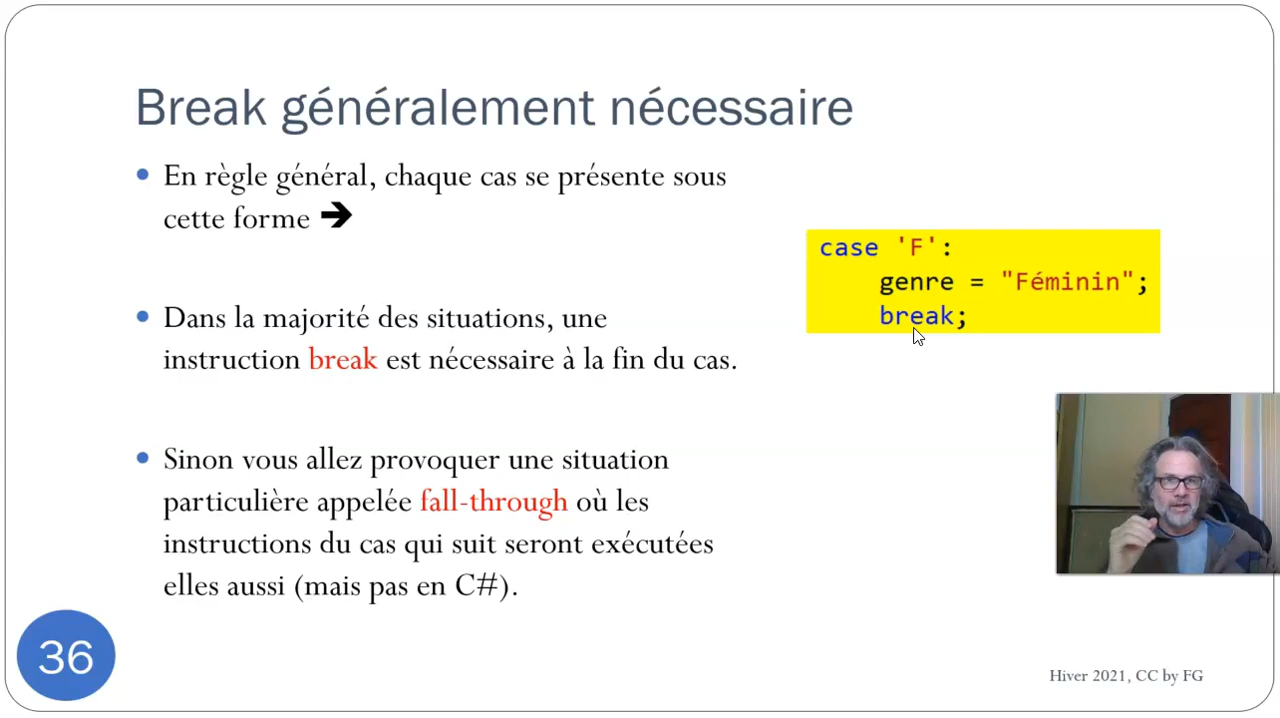 Break généralement nécessaire
En règle général, chaque cas se présente sous
cette forme ➔
Dans la majorité des situations, une
instruction break est nécessaire à la fin du cas.
Sinon vous allez provoquer une situation
particulière appelée fall-through où les
instructions du cas qui suit seront exécutées
elles aussi (mais pas en C#).
case 'F':
genre = "Féminin";
break;
36
Hiver 2021, CC by FG